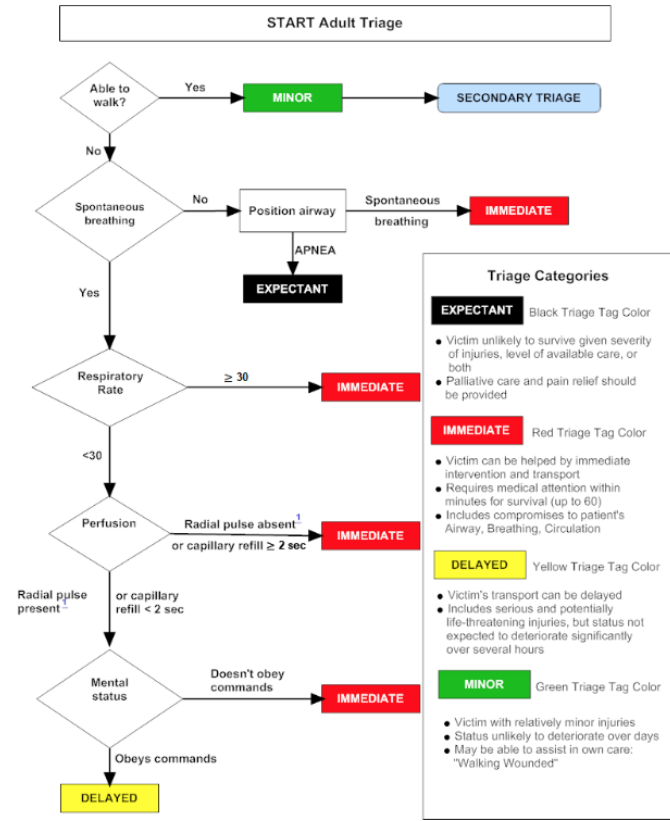 START Adult Triage
Able to
walk?
Yes
MINOR
SECONDARY TRIAGE
No
Spontaneous
breathing
No
Position airway
Spontaneous
breathing
IMMEDIATE
APNEA
EXPECTANT
Yes
Respiratory
Rate
≥ 30
IMMEDIATE
<30
Perfusion
Radial pulse absent1
or capillary refill ≥ 2 sec
IMMEDIATE
Radial pulse
present1
or capillary
refill < 2 sec
Mental
status
Doesn't obey
commands
IMMEDIATE
Obeys commands
DELAYED
Triage Categories
EXPECTANT Black Triage Tag Color
● Victim unlikely to survive given severity
of injuries, level of available care, or
both
● Palliative care and pain relief should
be provided
IMMEDIATE Red Triage Tag Color
● Victim can be helped by immediate
intervention and transport
● Requires medical attention within
minutes for survival (up to 60)
● Includes compromises to patient's
Airway, Breathing, Circulation
DELAYED Yellow Triage Tag Color
● Victim's transport can be delayed
● Includes serious and potentially
life-threatening injuries, but status not
expected to deteriorate significantly
over several hours
MINOR Green Triage Tag Color
● Victim with relatively minor injuries
● Status unlikely to deteriorate over days
● May be able to assist in own care:
"Walking Wounded"